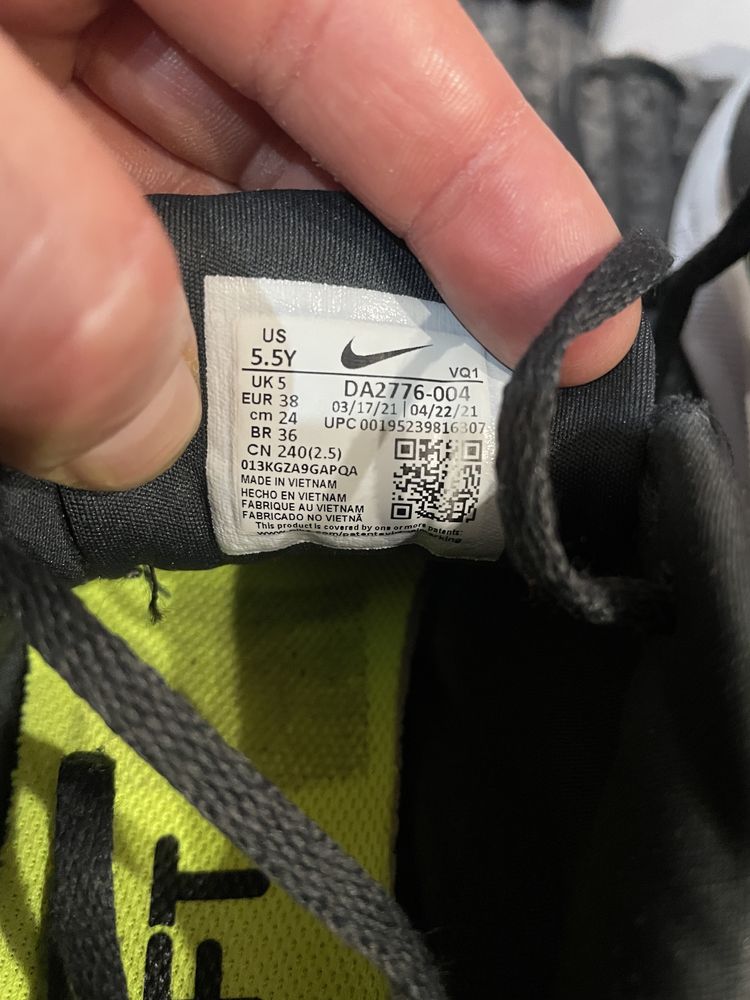 US
5.5Y
VQ1
UK 5
EUR 38
cm 24
BR 36
CN 240(2.5)
DA2776-004
03/17/21 | 04/22/21
UPC 00195239816307
013KGZA9GAPQA
MADE IN VIETNAM
HECHO EN VIETNAM
FABRIQUE AU VIETNAM
FABRICADO NO VIETNÃ
This product is covered by one or more patents: